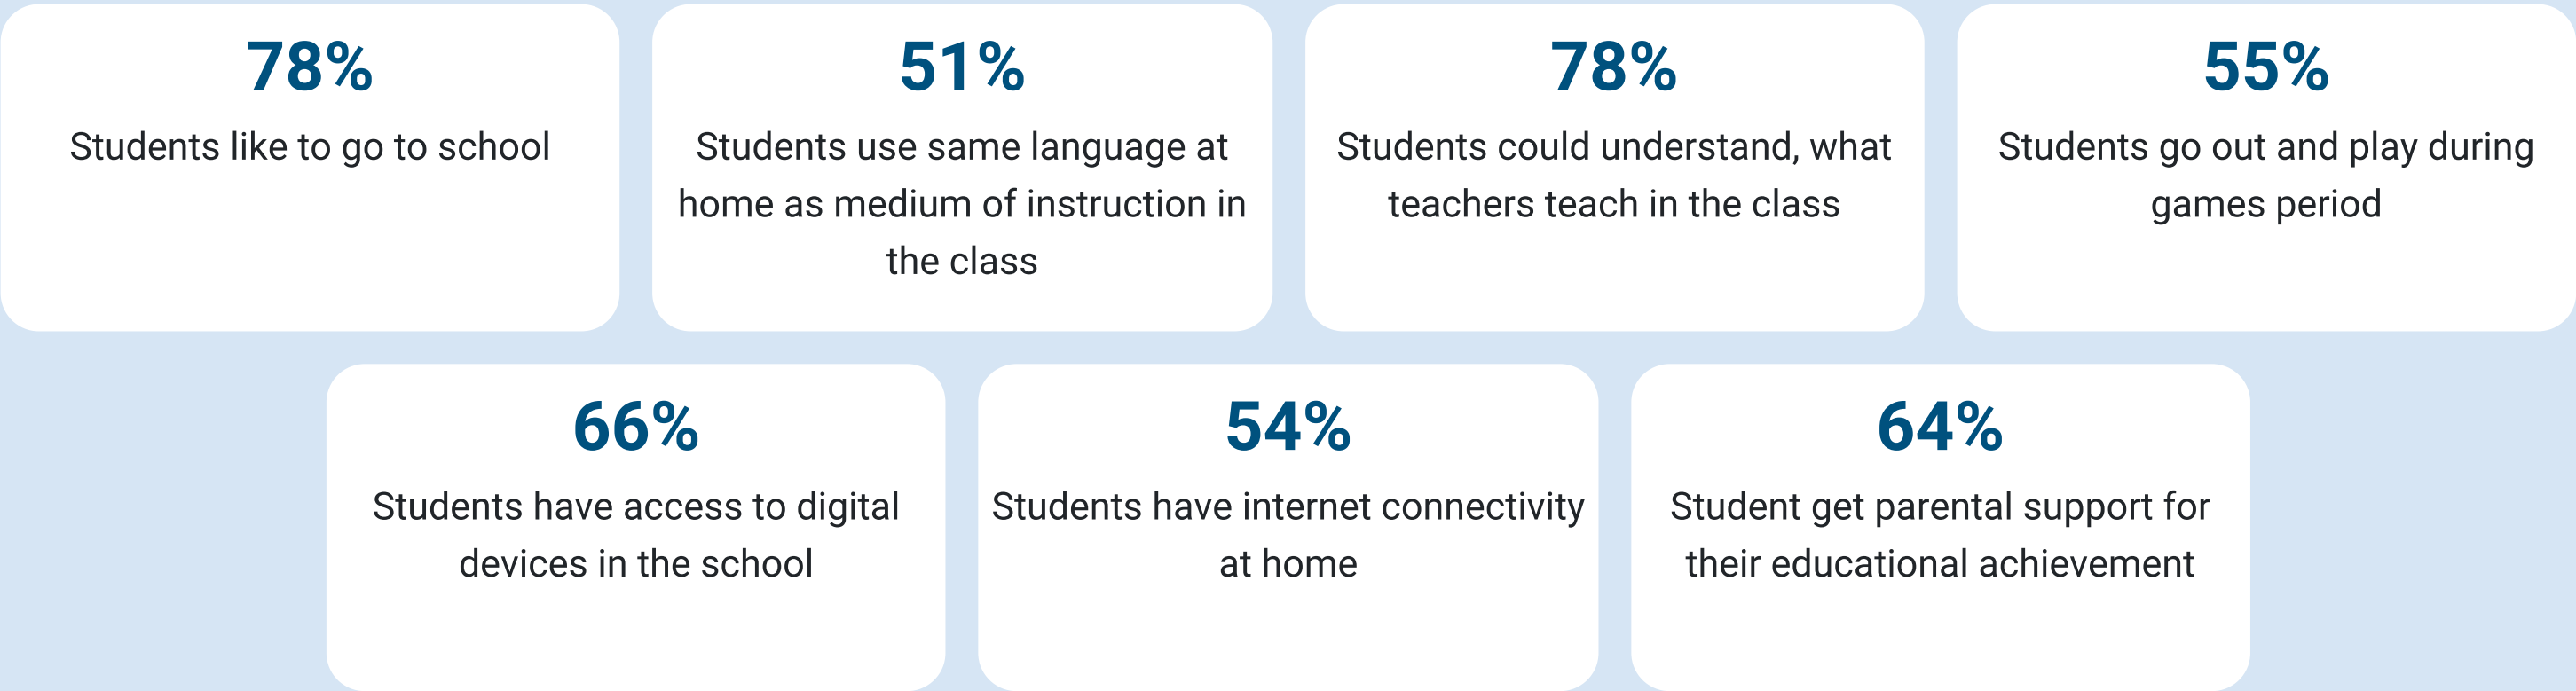 78%
Students like to go to school
51%
Students use same language at
home as medium of instruction in
the class
78%
Students could understand, what
teachers teach in the class
55%
Students go out and play during
games period
66%
Students have access to digital
devices in the school
54%
Students have internet connectivity
at home
64%
Student get parental support for
their educational achievement